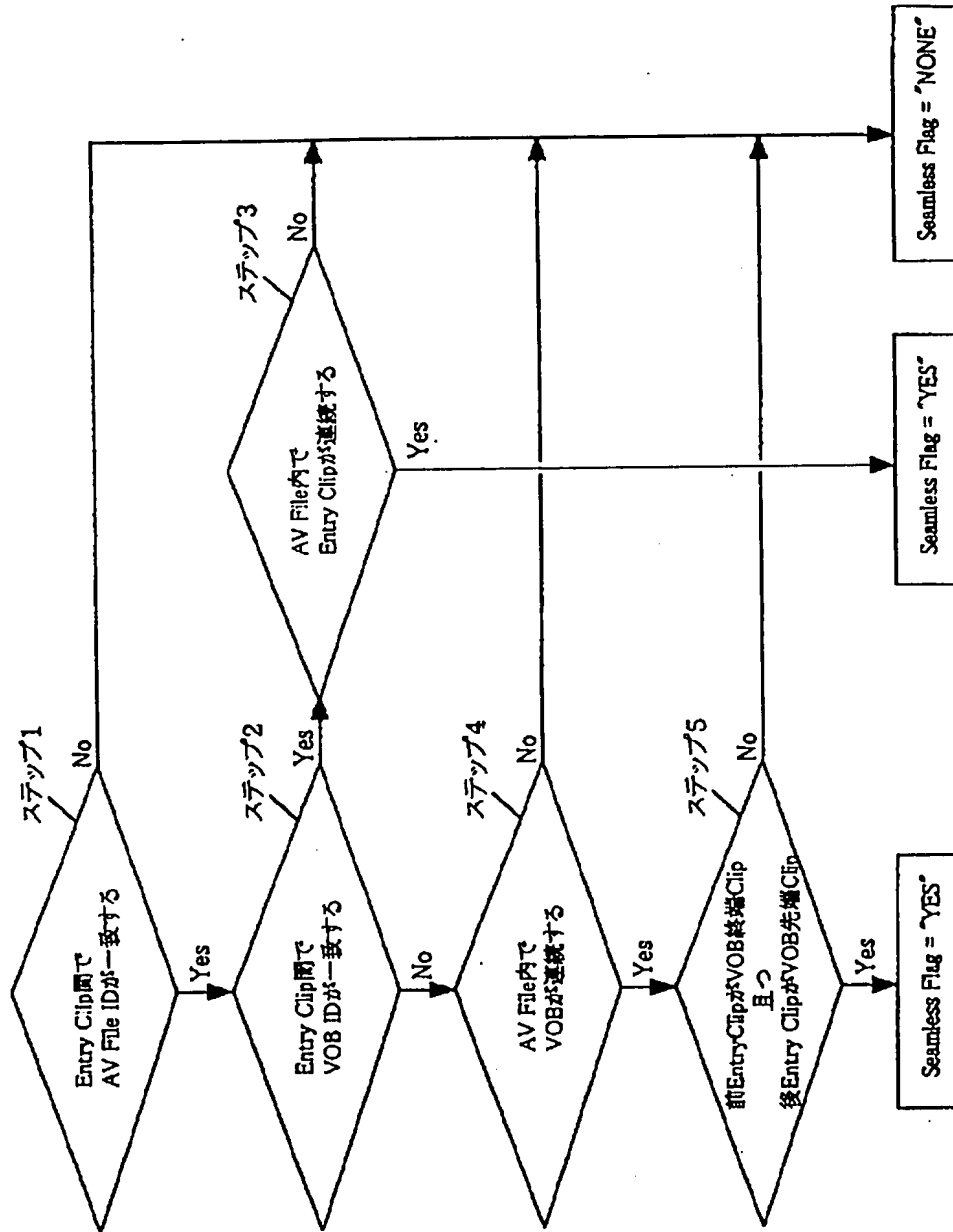 ステップ1
Entry Cilp間で
AV File IDが一致する
No
Yes
ステップ2
Entry Clip間で
VOB IDが一致する
Yes
No
ステップ3
AV File内で
Entry Clipが連続する
No
Yes
ステップ4
AV File内で
VOBが連続する
No
Yes
ステップ5
前EntryClipがVOB終端Clip
且つ
後Entry ClipがVOB先端Clip
No
Yes
Seamless Flag = "YES"
Seamless Flag = "YES"
Seamless Flag = "NONE"